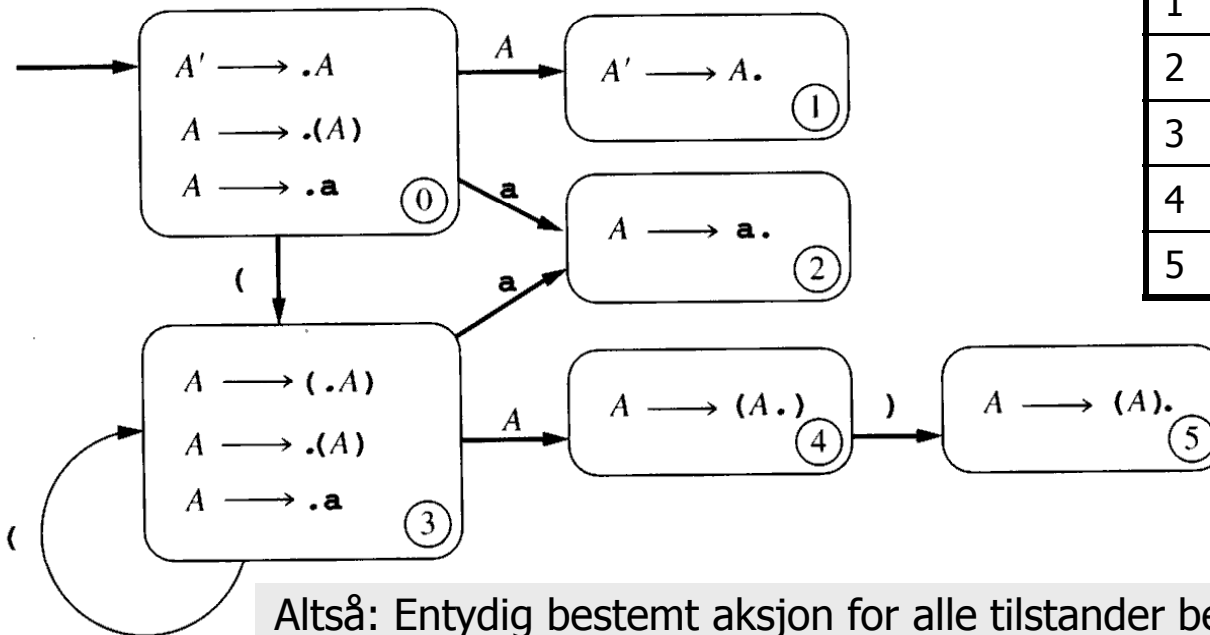 A' ⟶ .A
A ⟶ .(A)
A ⟶ .a
0
A
A' ⟶ A.
1
a
A ⟶ a.
2
(
a
A ⟶ (.A)
A ⟶ .(A)
A ⟶ .a
3
(
A
A ⟶ (A.)
4
)
A ⟶ (A).
5
1
2
3
4
5
Altså: Entydig bestemt aksjon for alle tilstander be